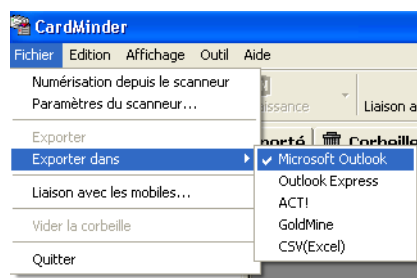 CardMinder
Fichier Edition Affichage Outil Aide
Numérisation depuis le scanneur
Paramètres du scanneur...
issance
Liaison a
Exporter
porté Corbeille
Exporter dans
Microsoft Outlook
Outlook Express
Liaison avec les mobiles...
ACT!
GoldMine
Vider la corbeille
CSV(Excel)
Quitter